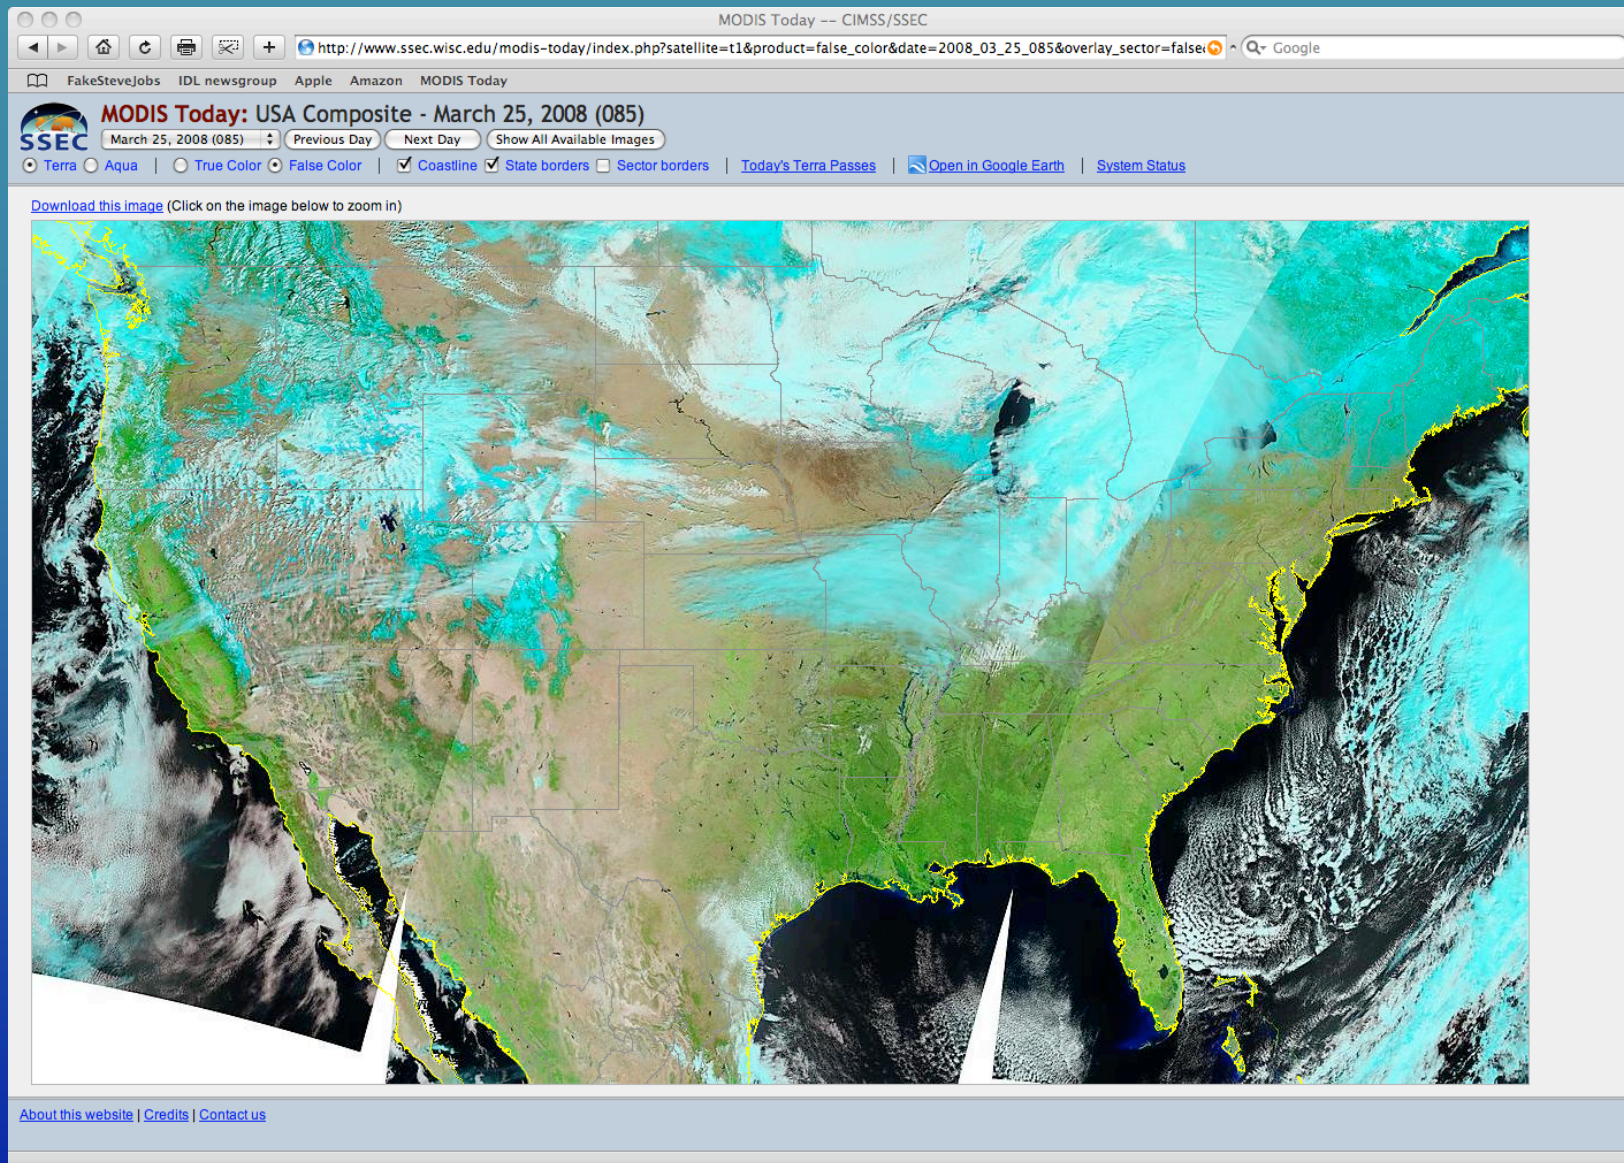 MODIS Today -- CIMSS/SSEC
http://www.ssec.wisc.edu/modis-today/index.php?satellite=t1&product=false_color&date=2008_03_25_085&overlay_sector=false
Google
FakeSteveJobs IDL newsgroup Apple Amazon MODIS Today
SSEC
MODIS Today: USA Composite - March 25, 2008 (085)
March 25, 2008 (085) Previous Day Next Day Show All Available Images
Terra Aqua | True Color False Color | Coastline State borders Sector borders | Today's Terra Passes | Open in Google Earth | System Status
Download this image (Click on the image below to zoom in)
About this website | Credits | Contact us